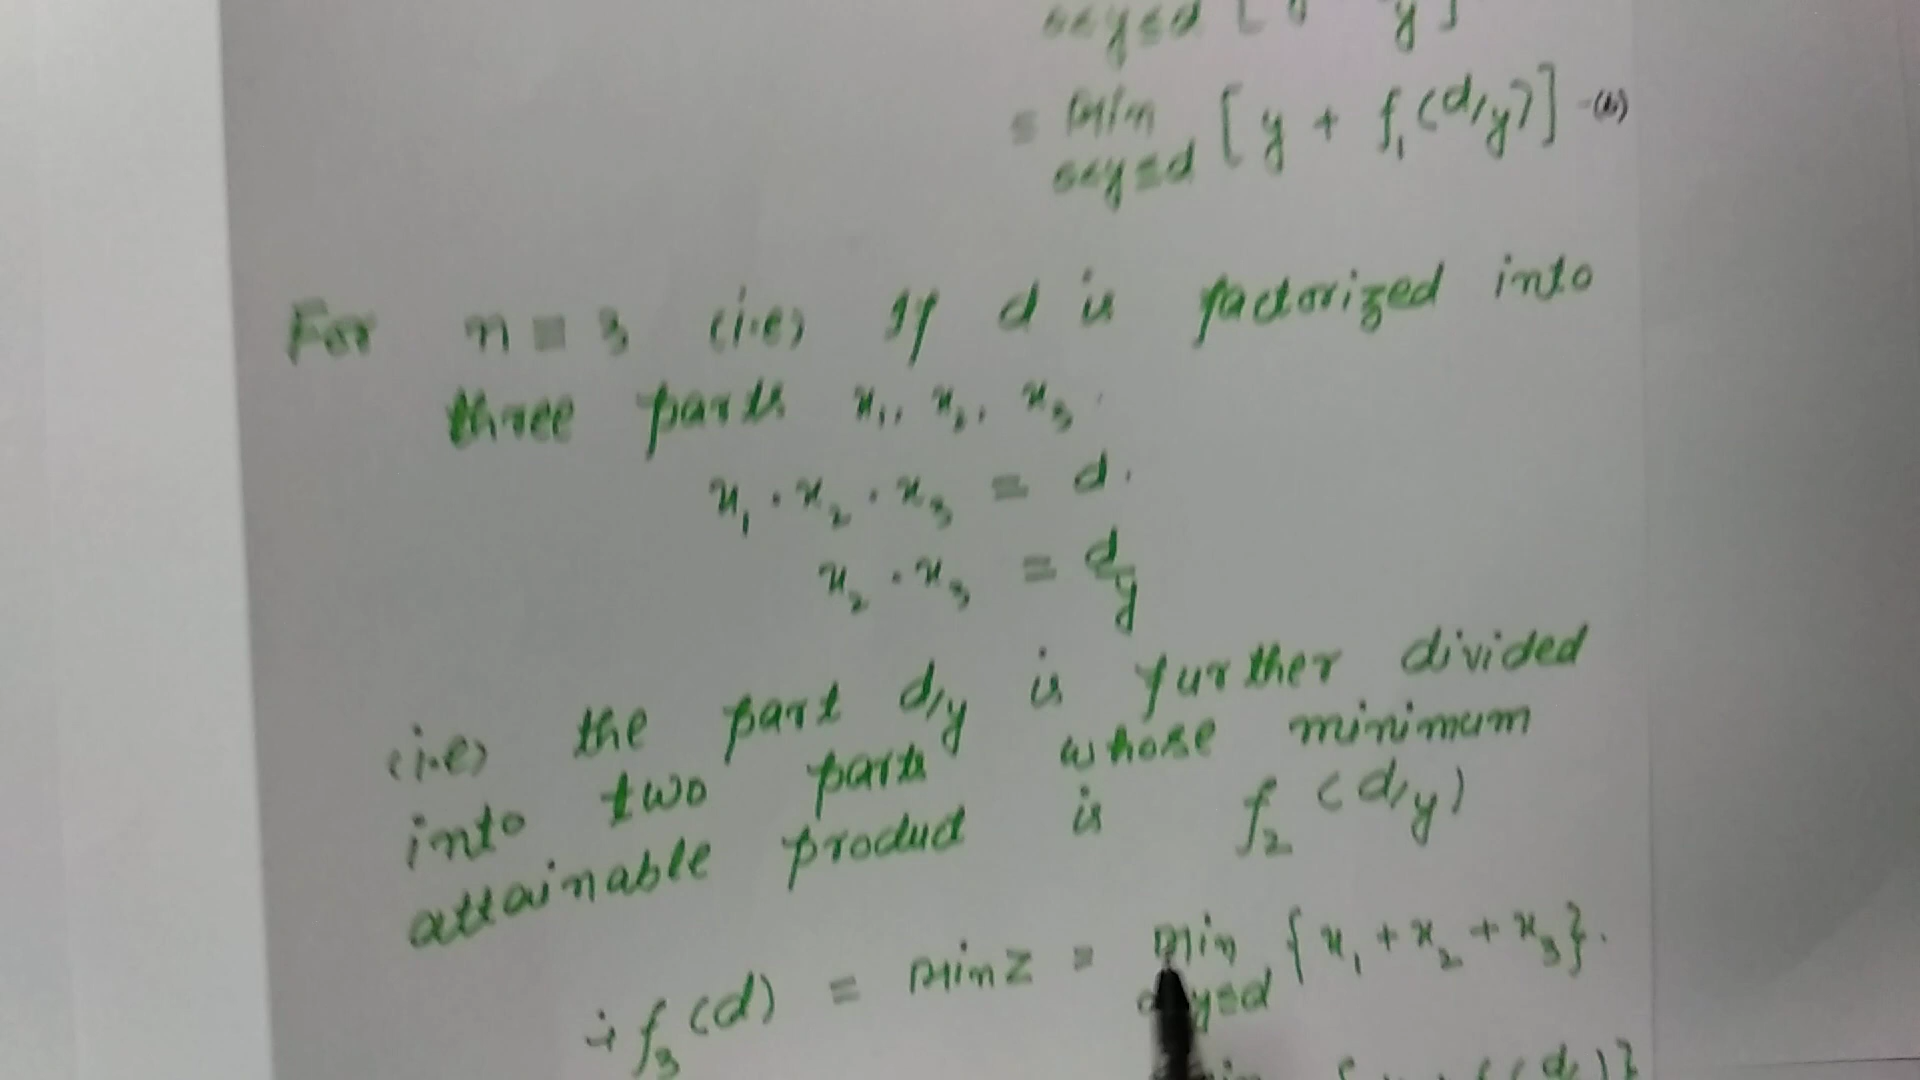 0<y≤d [ y ]
= Min [y + f₁(d/y)] -(b)
0<y≤d
For n = 3 (i.e) If d is factorized into
three parts x₁, x₂, x₃.
x₁ · x₂ · x₃ = d.
x₂ · x₃ = d/y
(i.e) the part d/y is further divided
into two parts whose minimum
attainable product is f₂ (d/y)
∴ f₃(d) = Min Z = Min {x₁ + x₂ + x₃}.
y≤d